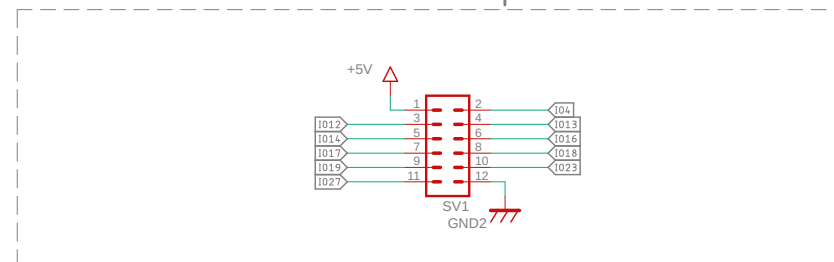 +5V
1 2 IO4
IO12 3 4 IO13
IO14 5 6 IO16
IO17 7 8 IO18
IO19 9 10 IO23
IO27 11 12
SV1
GND2